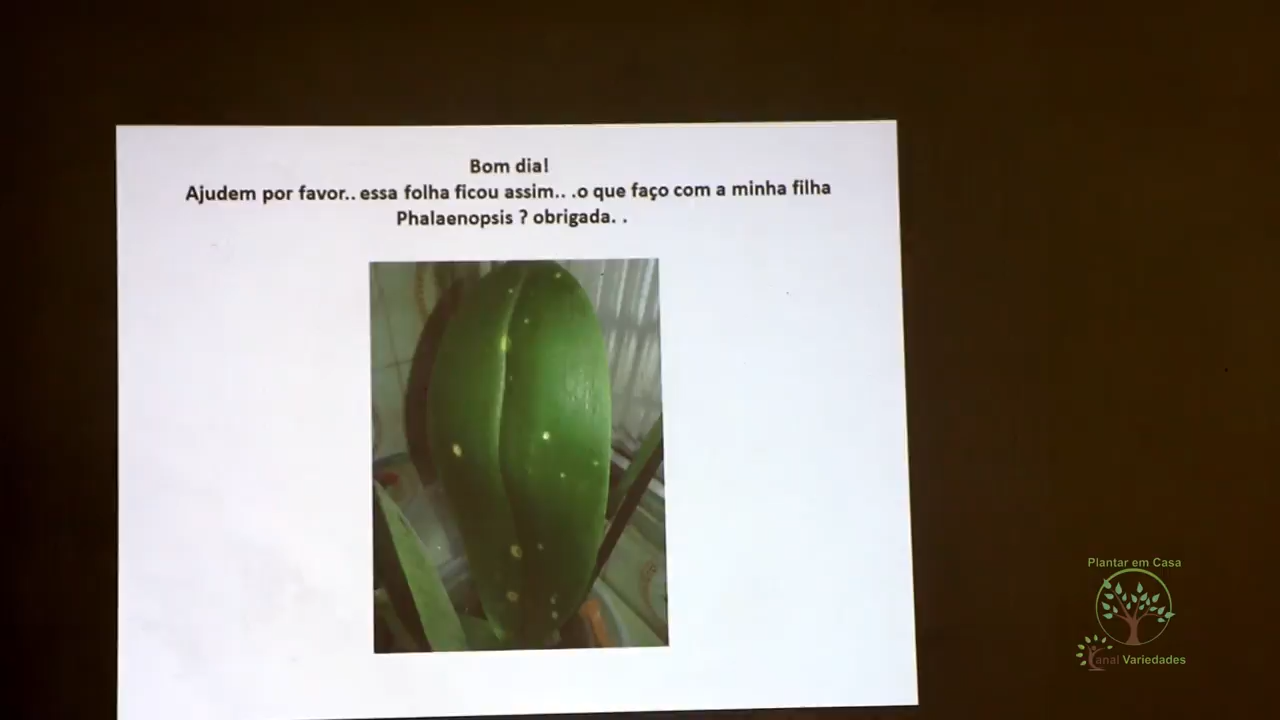 Bom dia!
Ajudem por favor.. essa folha ficou assim.. .o que faço com a minha filha
Phalaenopsis ? obrigada. .
Plantar em Casa
Canal Variedades